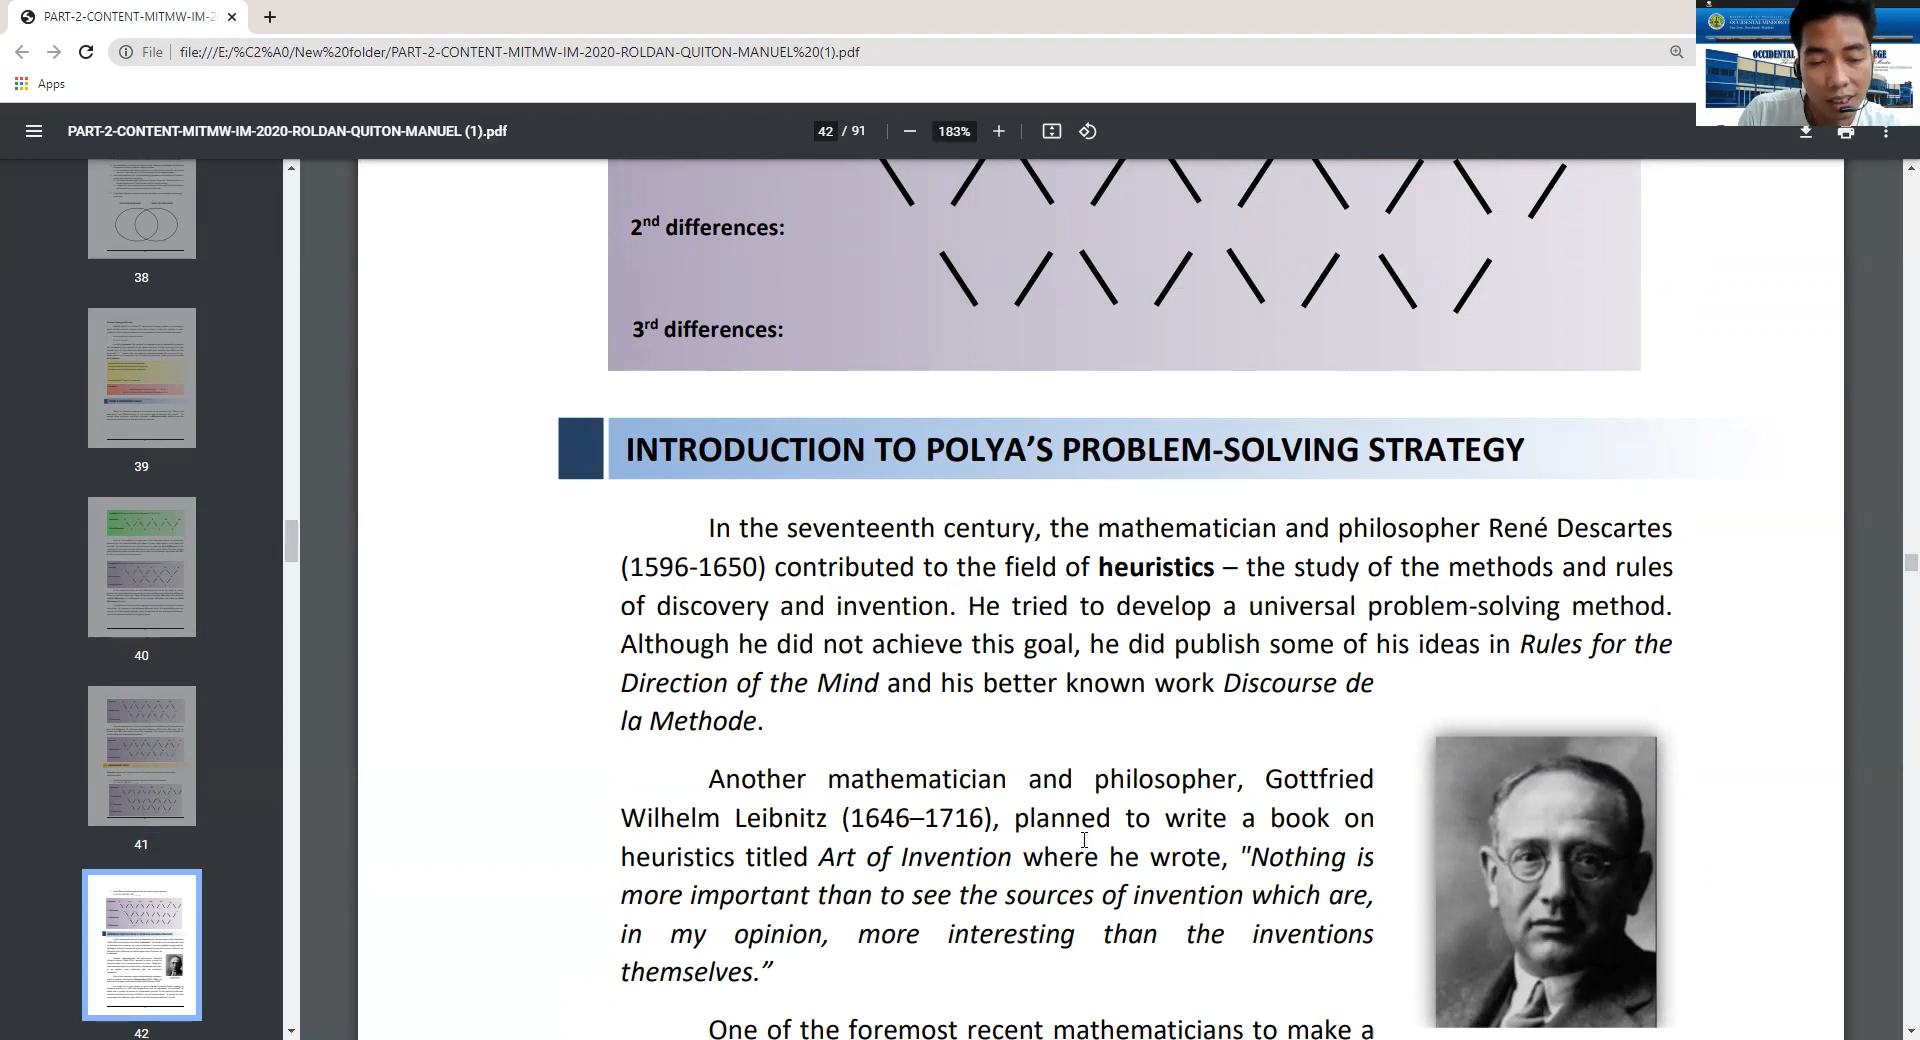 PART-2-CONTENT-MITMW-IM-2
File file:///E:/%C2%A0/New%20folder/PART-2-CONTENT-MITMW-IM-2020-ROLDAN-QUITON-MANUEL%20(1).pdf
Apps
OCCIDENTAL
PART-2-CONTENT-MITMW-IM-2020-ROLDAN-QUITON-MANUEL (1).pdf
42 / 91
183%
38
39
40
41
42
2nd differences:
3rd differences:
INTRODUCTION TO POLYA’S PROBLEM-SOLVING STRATEGY
In the seventeenth century, the mathematician and philosopher René Descartes
(1596-1650) contributed to the field of heuristics – the study of the methods and rules
of discovery and invention. He tried to develop a universal problem-solving method.
Although he did not achieve this goal, he did publish some of his ideas in Rules for the
Direction of the Mind and his better known work Discourse de
la Methode.
Another mathematician and philosopher, Gottfried
Wilhelm Leibnitz (1646–1716), planned to write a book on
heuristics titled Art of Invention where he wrote, "Nothing is
more important than to see the sources of invention which are,
in my opinion, more interesting than the inventions
themselves.”
One of the foremost recent mathematicians to make a